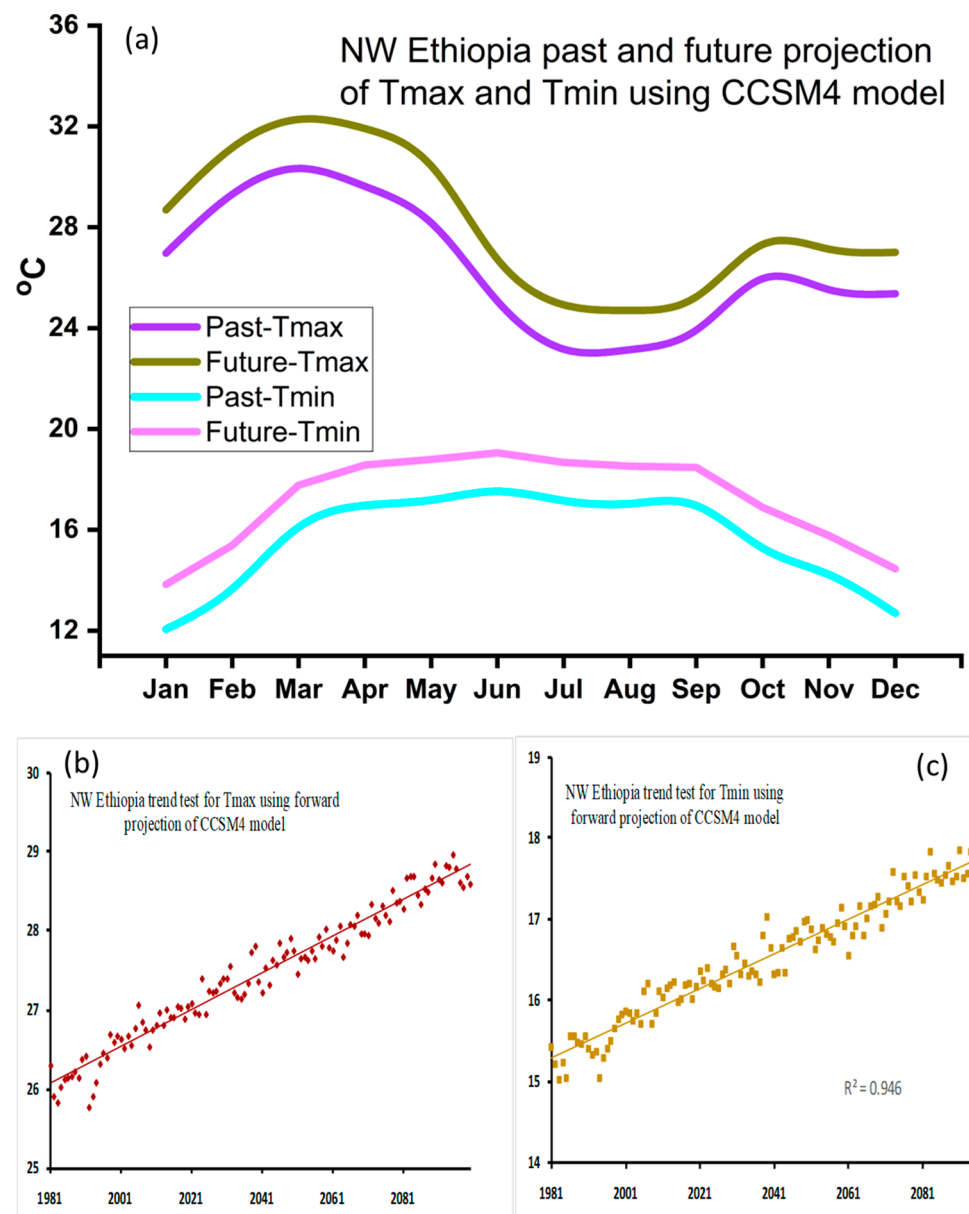 36
(a)
NW Ethiopia past and future projection
of Tmax and Tmin using CCSM4 model
32
28
ºC
24
20
16
12
Past-Tmax
Future-Tmax
Past-Tmin
Future-Tmin
Jan Feb Mar Apr May Jun Jul Aug Sep Oct Nov Dec
(b)
NW Ethiopia trend test for Tmax using forward
projection of CCSM4 model
30
29
28
27
26
25
1981 2001 2021 2041 2061 2081
(c)
NW Ethiopia trend test for Tmin using
forward projection of CCSM4 model
19
18
17
16
15
14
R² = 0.946
1981 2001 2021 2041 2061 2081